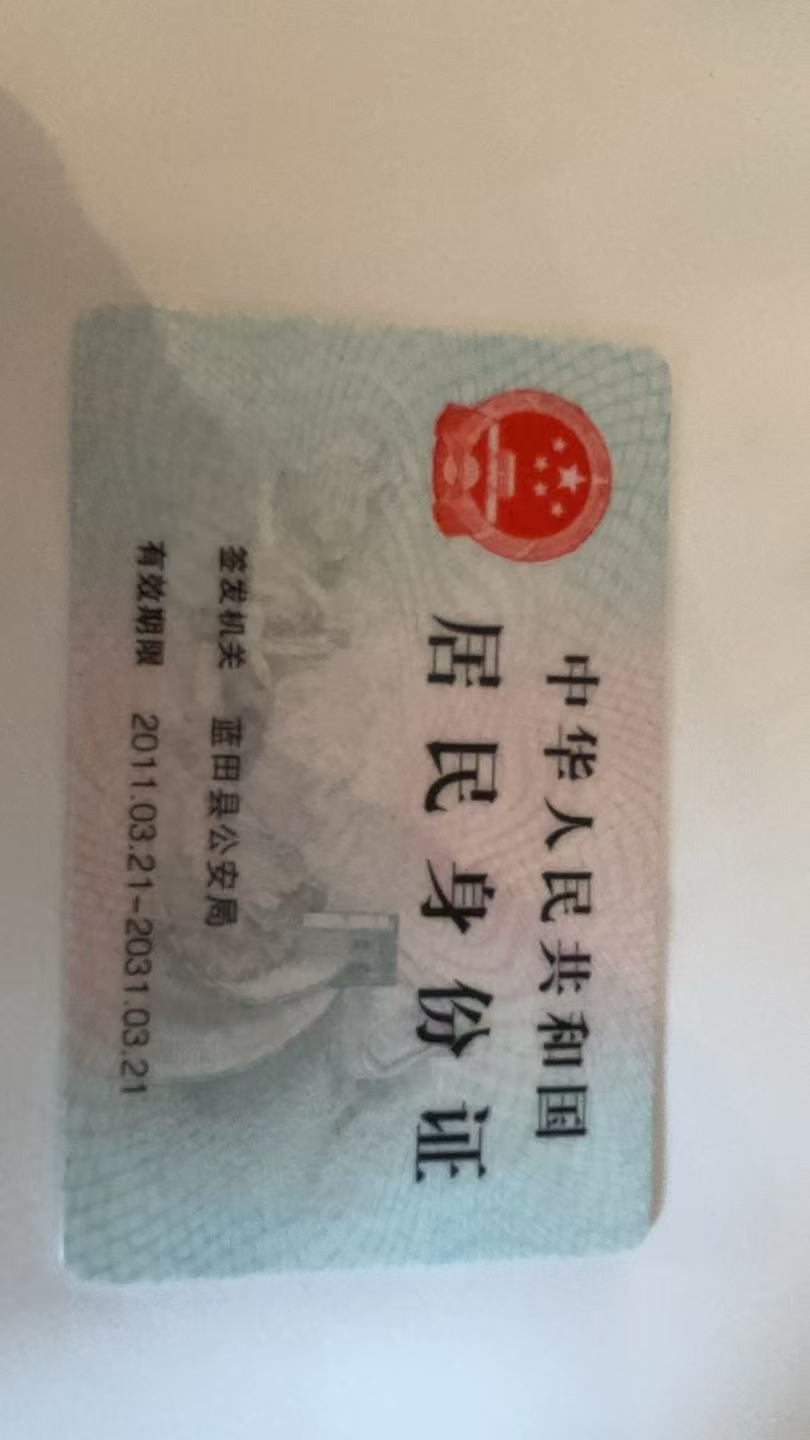 中华人民共和国
居民身份证
签发机关 蓝田县公安局
有效期限 2011.03.21-2031.03.21